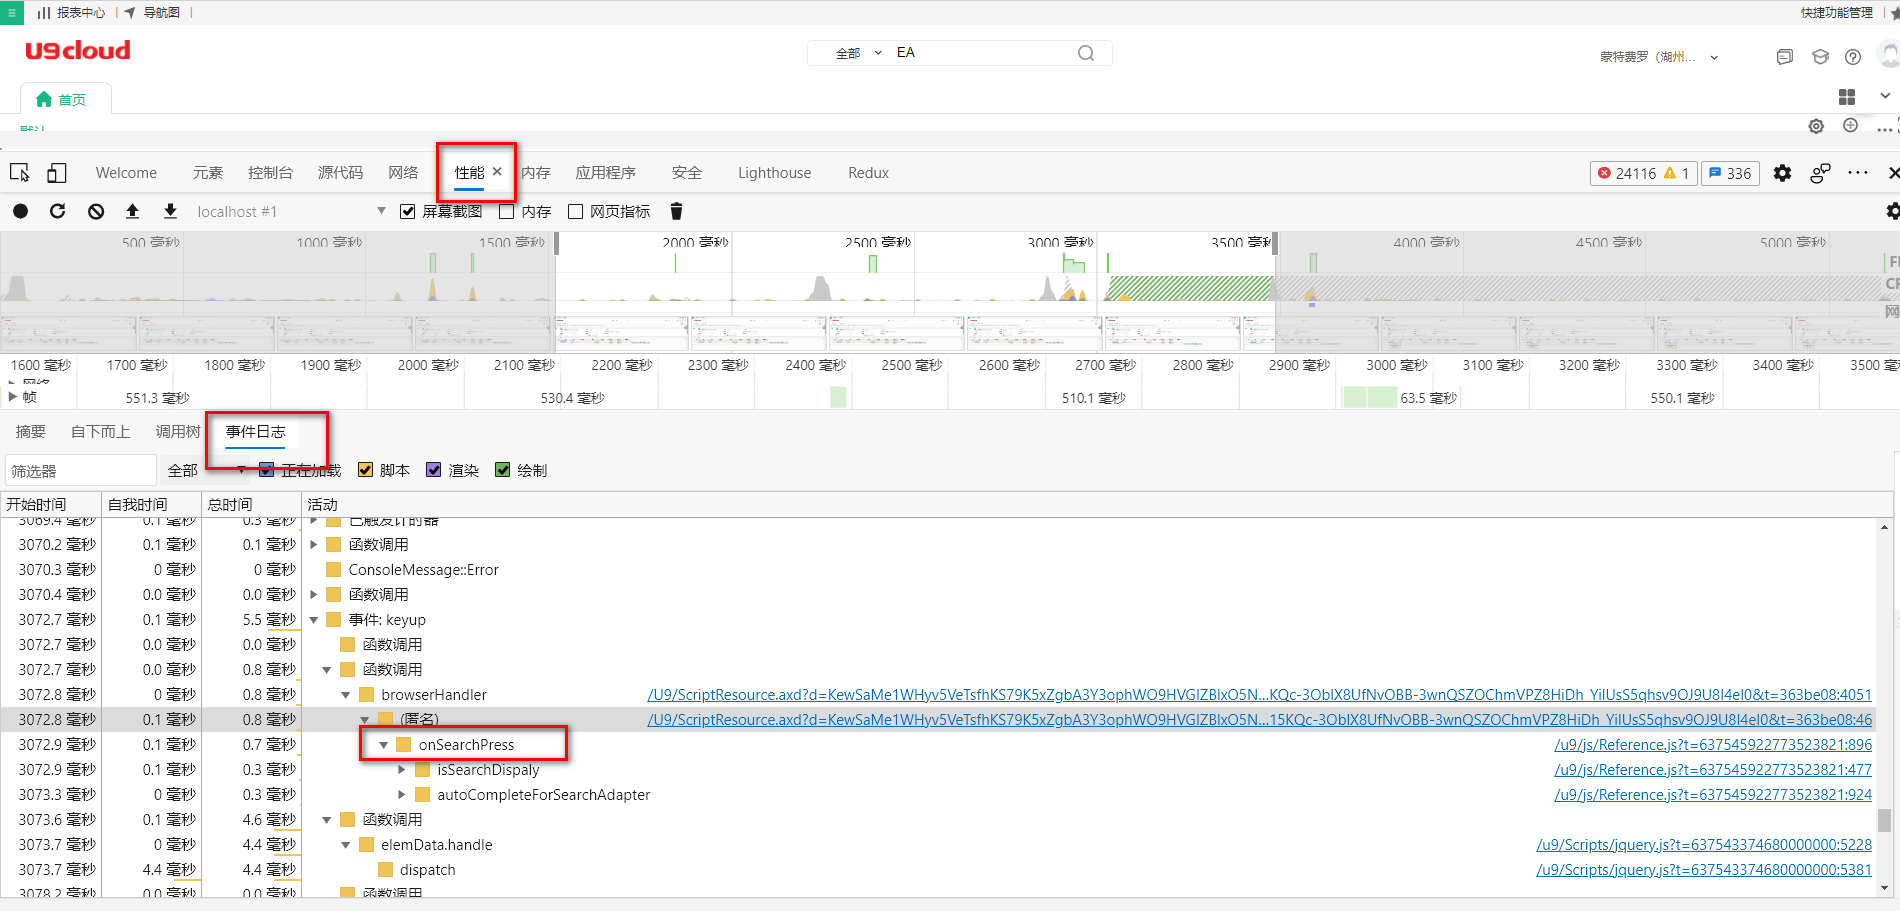 报表中心 | 导航图 | 快捷功能管理
U9cloud 全部 EA 蒙特费罗（湖州...
首页
默认
Welcome 元素 控制台 源代码 网络 性能 × 内存 应用程序 安全 Lighthouse Redux 24116 1 336
localhost #1 屏幕截图 内存 网页指标
500 毫秒 1000 毫秒 1500 毫秒 2000 毫秒 2500 毫秒 3000 毫秒 3500 毫秒 4000 毫秒 4500 毫秒 5000 毫秒
网
1600 毫秒 1700 毫秒 1800 毫秒 1900 毫秒 2000 毫秒 2100 毫秒 2200 毫秒 2300 毫秒 2400 毫秒 2500 毫秒 2600 毫秒 2700 毫秒 2800 毫秒 2900 毫秒 3000 毫秒 3100 毫秒 3200 毫秒 3300 毫秒 3400 毫秒 3500 毫
网络
帧 551.3 毫秒 530.4 毫秒 510.1 毫秒 63.5 毫秒 550.1 毫秒
摘要 自下而上 调用树 事件日志
筛选器 全部 正在加载 脚本 渲染 绘制
开始时间 自我时间 总时间 活动
3069.4 毫秒 0.1 毫秒 0.3 毫秒 已触发计时器
3070.2 毫秒 0.1 毫秒 0.1 毫秒 函数调用
3070.3 毫秒 0 毫秒 0 毫秒 ConsoleMessage::Error
3070.4 毫秒 0.0 毫秒 0.0 毫秒 函数调用
3072.7 毫秒 0.1 毫秒 5.5 毫秒 事件: keyup
3072.7 毫秒 0.0 毫秒 0.0 毫秒 函数调用
3072.7 毫秒 0.0 毫秒 0.8 毫秒 函数调用
3072.8 毫秒 0 毫秒 0.8 毫秒 browserHandler /U9/ScriptResource.axd?d=KewSaMe1WHyv5VeTsfhKS79K5xZgbA3Y3ophWO9HVGIZBlxO5N...KQc-3ObIX8UfNvOBB-3wnQSZOChmVPZ8HiDh_YilUsS5qhsv9OJ9U8I4eI0&t=363be08:4051
3072.8 毫秒 0.1 毫秒 0.8 毫秒 (匿名) /U9/ScriptResource.axd?d=KewSaMe1WHyv5VeTsfhKS79K5xZgbA3Y3ophWO9HVGIZBlxO5N...15KQc-3ObIX8UfNvOBB-3wnQSZOChmVPZ8HiDh_YilUsS5qhsv9OJ9U8I4eI0&t=363be08:46
3072.9 毫秒 0.1 毫秒 0.7 毫秒 onSearchPress /u9/js/Reference.js?t=637545922773523821:896
3072.9 毫秒 0.1 毫秒 0.3 毫秒 isSearchDispaly /u9/js/Reference.js?t=637545922773523821:477
3073.3 毫秒 0 毫秒 0.3 毫秒 autoCompleteForSearchAdapter /u9/js/Reference.js?t=637545922773523821:924
3073.6 毫秒 0.1 毫秒 4.6 毫秒 函数调用
3073.7 毫秒 0 毫秒 4.4 毫秒 elemData.handle /u9/Scripts/jquery.js?t=637543374680000000:5228
3073.7 毫秒 4.4 毫秒 4.4 毫秒 dispatch /u9/Scripts/jquery.js?t=637543374680000000:5381
3078.2 毫秒 0.0 毫秒 0.0 毫秒 函数调用